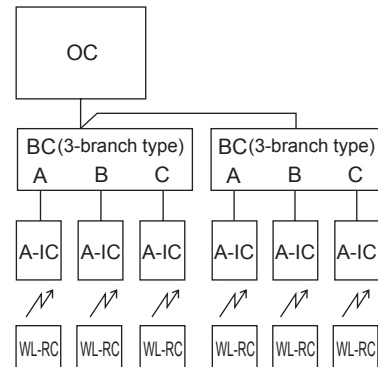 OC
BC(3-branch type) BC(3-branch type)
A B C A B C
A-IC A-IC A-IC A-IC A-IC A-IC
WL-RC WL-RC WL-RC WL-RC WL-RC WL-RC